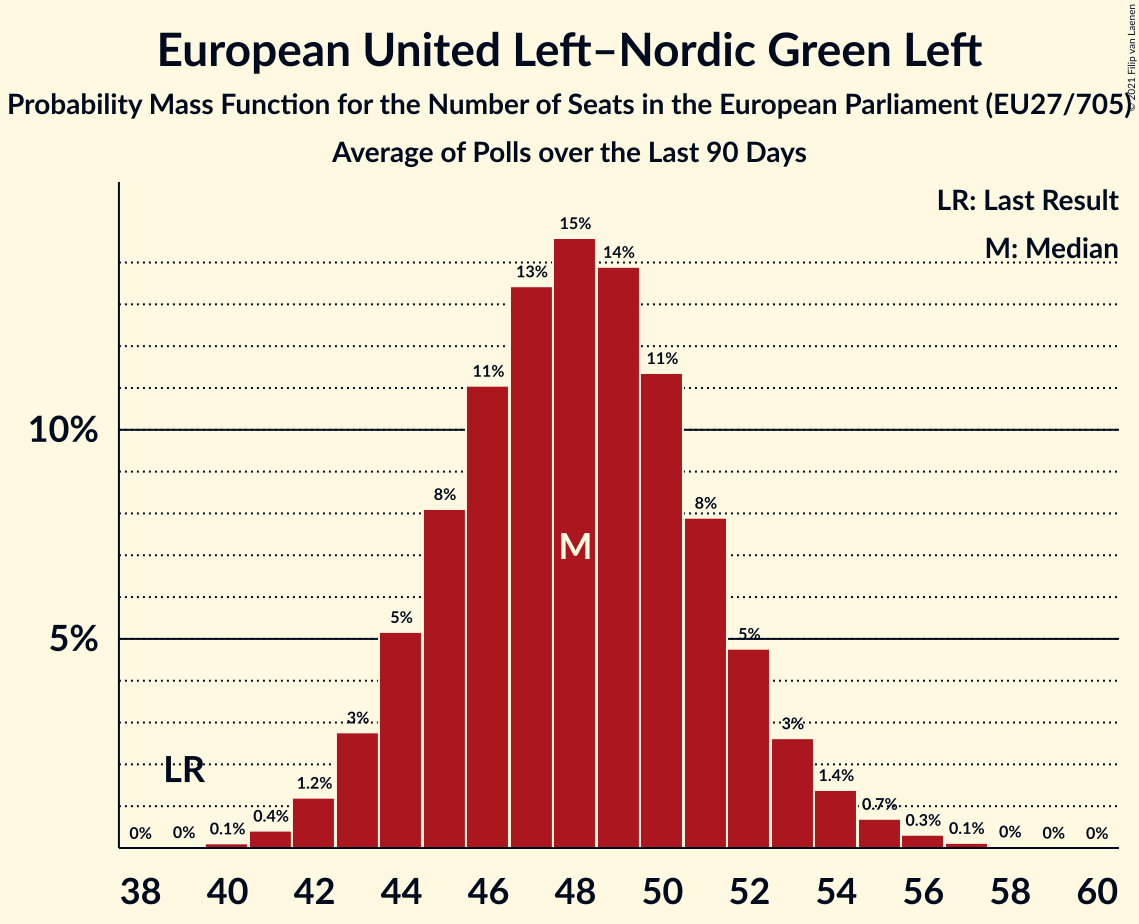 European United Left–Nordic Green Left
Probability Mass Function for the Number of Seats in the European Parliament (EU27/705)
Average of Polls over the Last 90 Days
© 2021 Filip van Laenen
LR: Last Result
M: Median
15%
14%
13%
11%
11%
10%
8%
8%
M
5%
5%
5%
3%
3%
LR
1.2%
1.4%
0%
0%
0.1%
0.4%
0.7%
0.3%
0.1%
0%
0%
0%
38 40 42 44 46 48 50 52 54 56 58 60